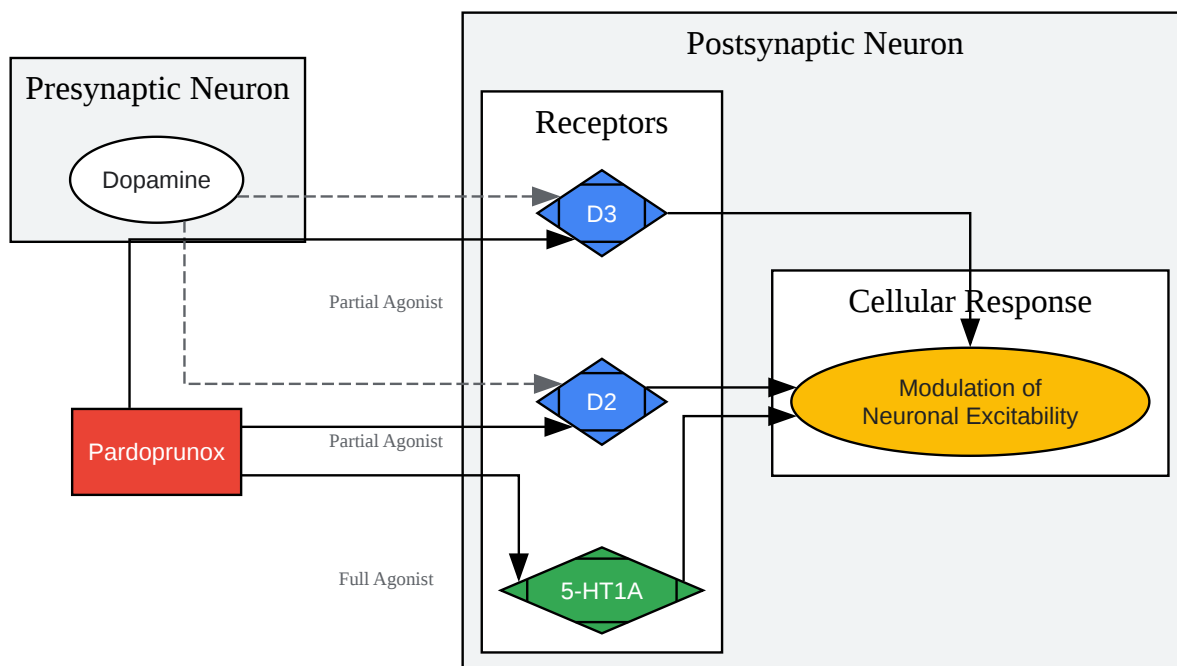 Postsynaptic Neuron
Presynaptic Neuron
Receptors
Dopamine
D3
Partial Agonist
Cellular Response
D2
Modulation of
Neuronal Excitability
Pardoprunox
Partial Agonist
Full Agonist
5-HT1A